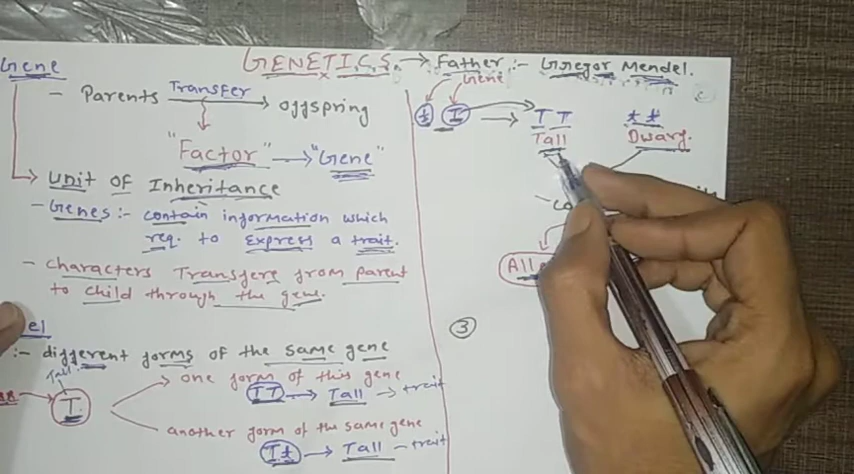 GENETICS. → Father :- Gregor Mendel.
Gene
- Parents Transfer → offspring
"Factor" → "Gene"
→ Unit of Inheritance
- Genes :- contain information which
req. to express a trait.
- characters Transfere from parent
to child through the gene.
:- different forms of the same gene
Tall
T
one form of this gene
TT → Tall → trait
another form of the same gene
Tt → Tall - trait
Gene
t T → TT tt
Tall Dwarf.
All
③